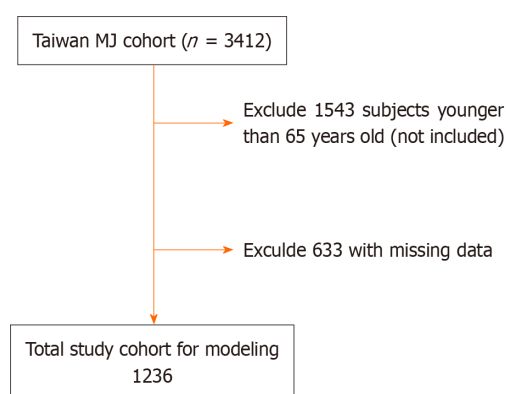 Taiwan MJ cohort (n = 3412)
Exclude 1543 subjects younger
than 65 years old (not included)
Exculde 633 with missing data
Total study cohort for modeling
1236